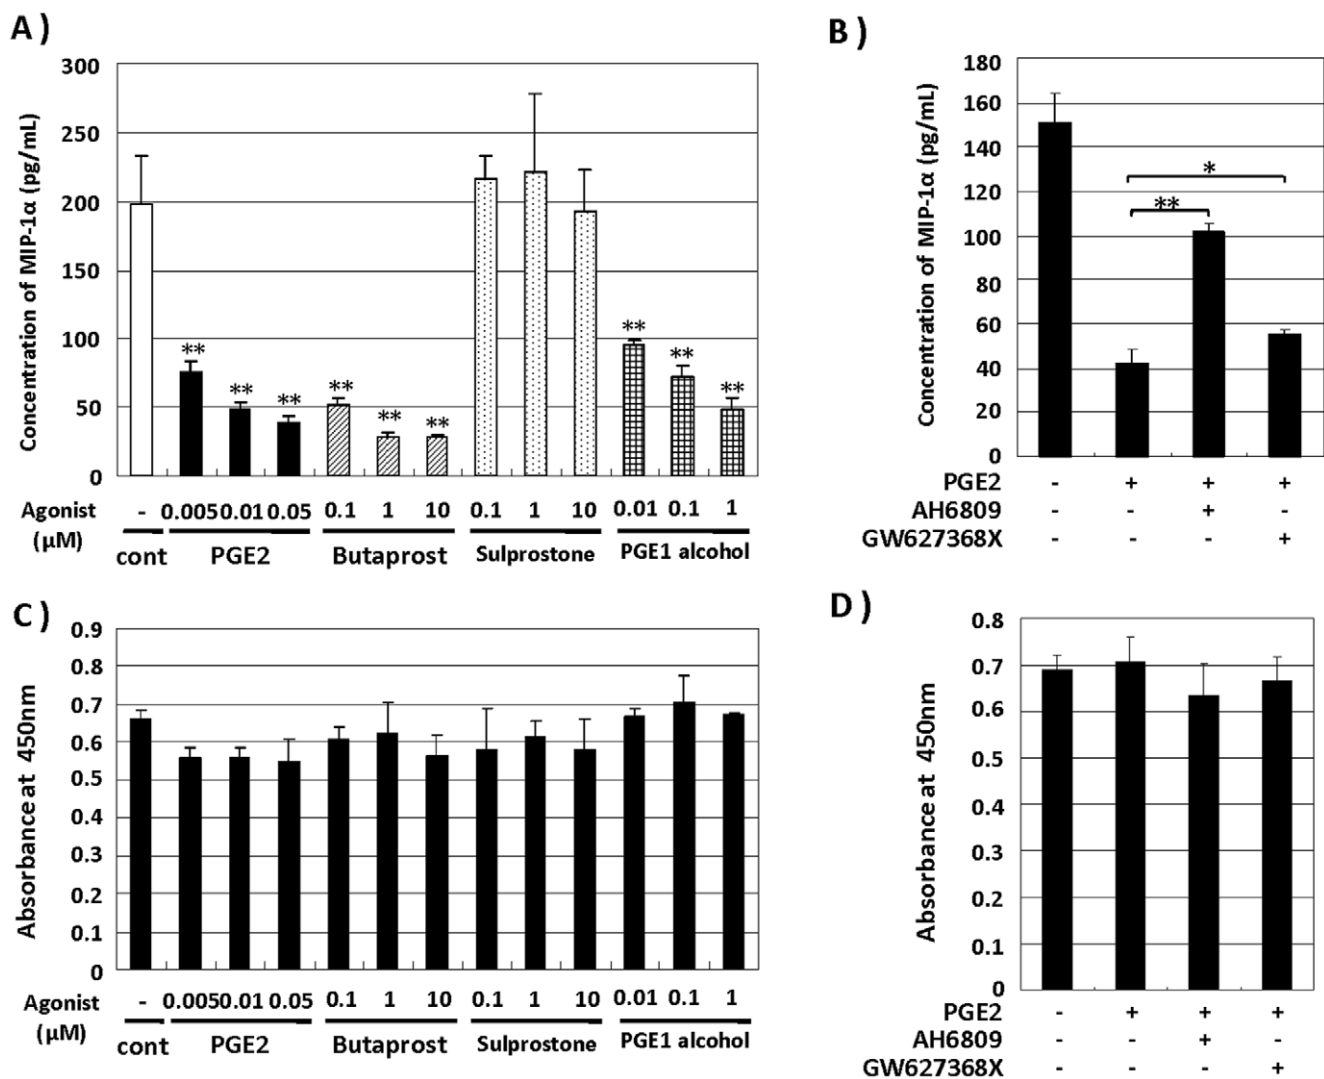 A )
300
250
200
150
100
50
0
Concentration of MIP-1α (pg/mL)
** ** ** ** ** ** ** ** **
Agonist - 0.005 0.01 0.05 0.1 1 10 0.1 1 10 0.01 0.1 1
(µM)
cont PGE2 Butaprost Sulprostone PGE1 alcohol
B )
180
160
140
120
100
80
60
40
20
0
Concentration of MIP-1α (pg/mL)
*
**
PGE2 - + + +
AH6809 - - + -
GW627368X - - - +
C )
0.9
0.8
0.7
0.6
0.5
0.4
0.3
0.2
0.1
0
Absorbance at 450nm
Agonist - 0.005 0.01 0.05 0.1 1 10 0.1 1 10 0.01 0.1 1
(µM)
cont PGE2 Butaprost Sulprostone PGE1 alcohol
D )
0.8
0.7
0.6
0.5
0.4
0.3
0.2
0.1
0
Absorbance at 450nm
PGE2 - + + +
AH6809 - - + -
GW627368X - - - +